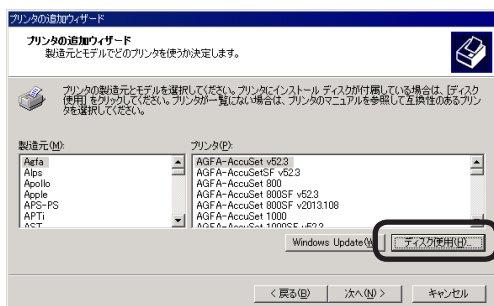 プリンタの追加ウィザード
プリンタの追加ウィザード
製造元とモデルでどのプリンタを使うか決定します。
プリンタの製造元とモデルを選択してください。プリンタにインストール ディスクが付属している場合は、[ディスク
使用] をクリックしてください。プリンタが一覧にない場合は、プリンタのマニュアルを参照して互換性のあるプリン
タを選択してください。
製造元(M):
プリンタ(P):
Agfa
Alps
Apollo
Apple
APS-PS
APTi
AST
AGFA-AccuSet v52.3
AGFA-AccuSetSF v52.3
AGFA-AccuSet 800
AGFA-AccuSet 800SF v52.3
AGFA-AccuSet 800SF v2013.108
AGFA-AccuSet 1000
AGFA-AccuSet 1000SF v52.3
Windows Update(W)
ディスク使用(H)...
< 戻る(B)
次へ(N) >
キャンセル